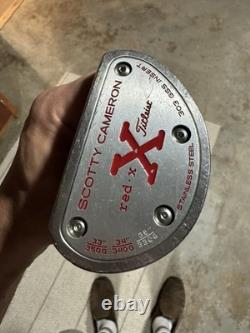 303 GSS INSERT
Titleist
SCOTTY CAMERON
X
red·x
STAINLESS STEEL